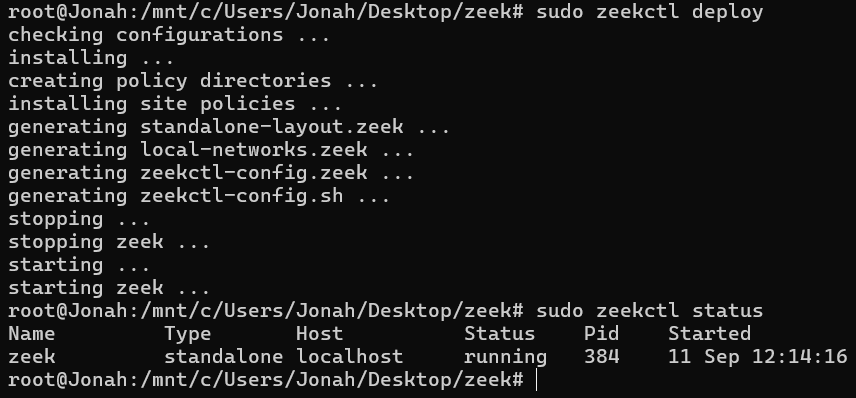 root@Jonah:/mnt/c/Users/Jonah/Desktop/zeek# sudo zeekctl deploy
checking configurations ...
installing ...
creating policy directories ...
installing site policies ...
generating standalone-layout.zeek ...
generating local-networks.zeek ...
generating zeekctl-config.zeek ...
generating zeekctl-config.sh ...
stopping ...
stopping zeek ...
starting ...
starting zeek ...
root@Jonah:/mnt/c/Users/Jonah/Desktop/zeek# sudo zeekctl status
Name         Type       Host          Status    Pid    Started
zeek         standalone localhost     running   384    11 Sep 12:14:16
root@Jonah:/mnt/c/Users/Jonah/Desktop/zeek#